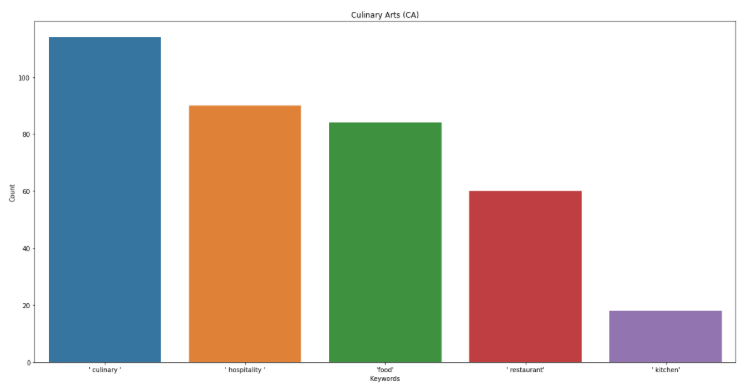 Culinary Arts (CA)
Count
100
80
60
40
20
0
' culinary '
' hospitality '
'food'
' restaurant'
' kitchen'
Keywords